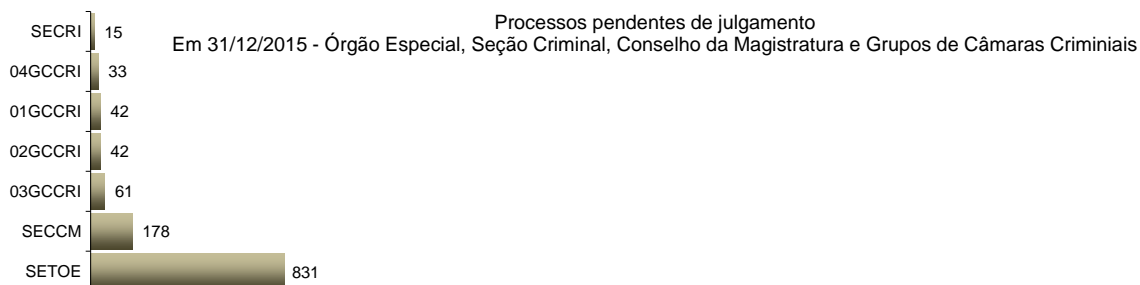 Processos pendentes de julgamento
Em 31/12/2015 - Órgão Especial, Seção Criminal, Conselho da Magistratura e Grupos de Câmaras Criminiais
SECRI 15
04GCCRI 33
01GCCRI 42
02GCCRI 42
03GCCRI 61
SECCM 178
SETOE 831